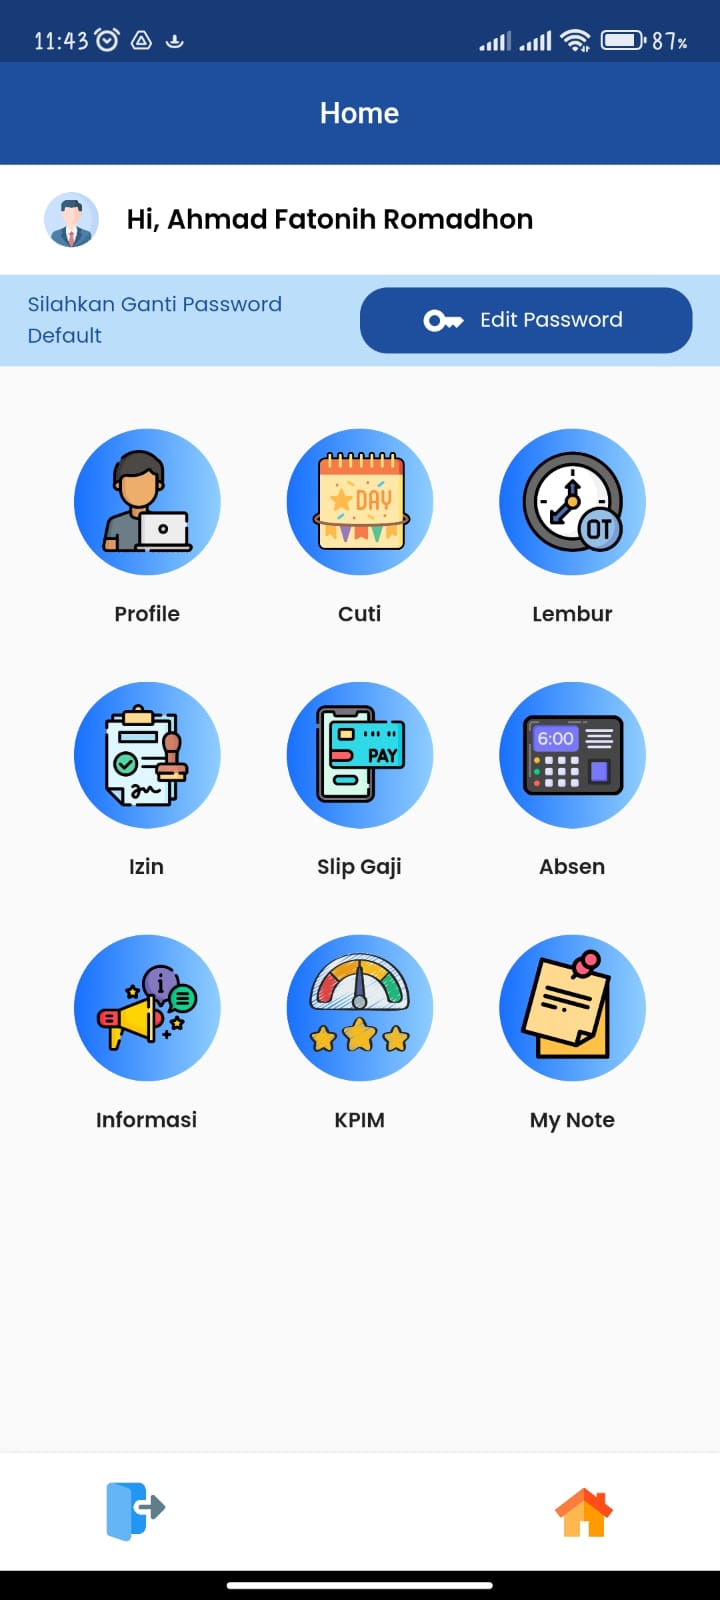 11:43
87%
Home
Hi, Ahmad Fatonih Romadhon
Silahkan Ganti Password
Default
Edit Password
DAY
OT
Profile
Cuti
Lembur
PAY
6:00
Izin
Slip Gaji
Absen
i
Informasi
KPIM
My Note